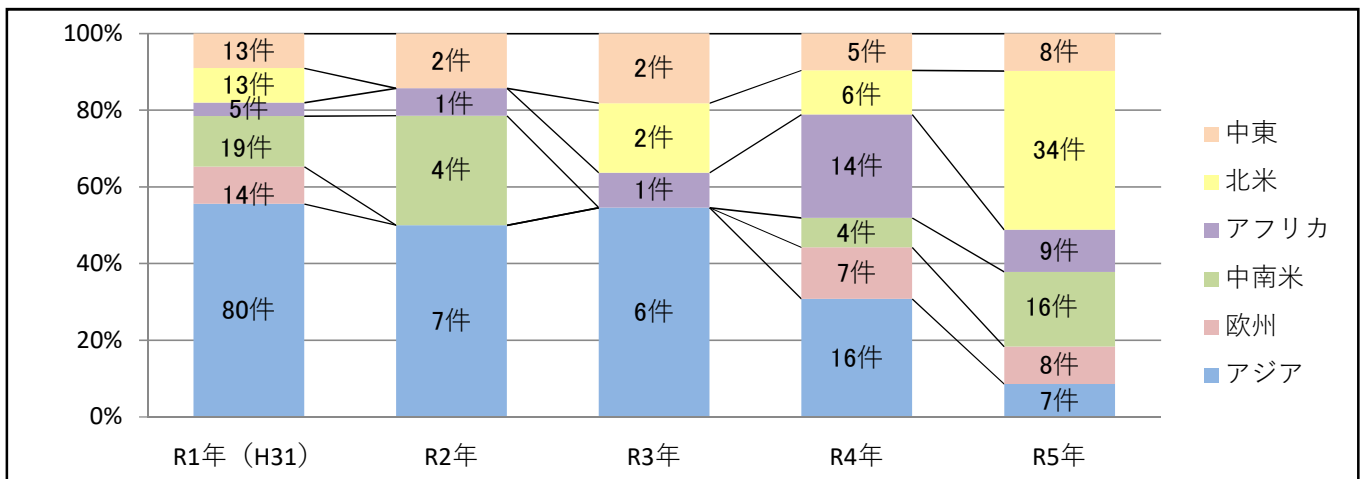 100%
80%
60%
40%
20%
0%
13件
13件
5件
19件
14件
80件
2件
1件
4件
7件
2件
2件
1件
6件
5件
6件
14件
4件
7件
16件
8件
34件
9件
16件
8件
7件
R1年（H31）
R2年
R3年
R4年
R5年
中東
北米
アフリカ
中南米
欧州
アジア